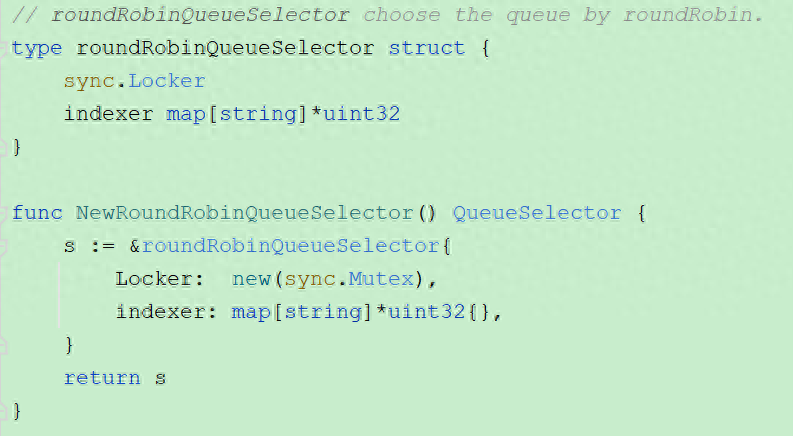 // roundRobinQueueSelector choose the queue by roundRobin.
type roundRobinQueueSelector struct {
    sync.Locker
    indexer map[string]*uint32
}

func NewRoundRobinQueueSelector() QueueSelector {
    s := &roundRobinQueueSelector{
        Locker:  new(sync.Mutex),
        indexer: map[string]*uint32{},
    }
    return s
}